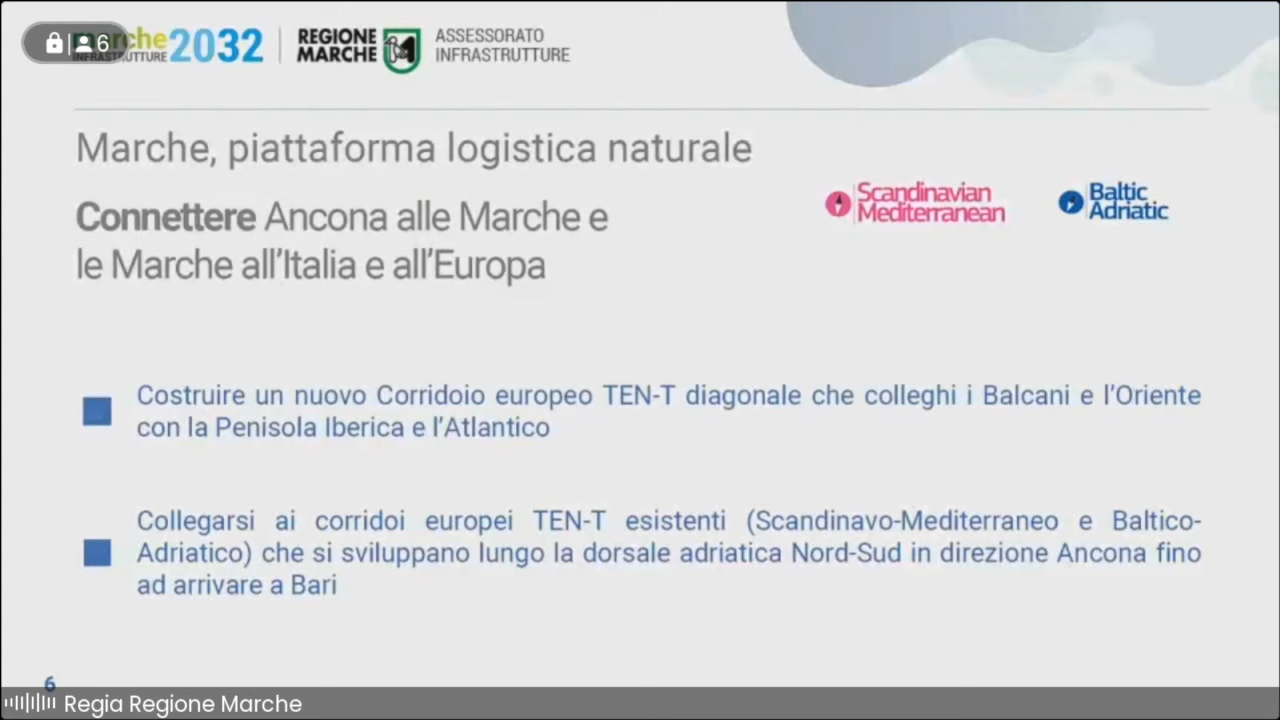 6
marche
INFRASTRUTTURE
2032
REGIONE
MARCHE
ASSESSORATO
INFRASTRUTTURE
Marche, piattaforma logistica naturale
Connettere Ancona alle Marche e
le Marche all'Italia e all'Europa
Scandinavian
Mediterranean
Baltic
Adriatic
Costruire un nuovo Corridoio europeo TEN-T diagonale che colleghi i Balcani e l'Oriente
con la Penisola Iberica e l'Atlantico
Collegarsi ai corridoi europei TEN-T esistenti (Scandinavo-Mediterraneo e Baltico-
Adriatico) che si sviluppano lungo la dorsale adriatica Nord-Sud in direzione Ancona fino
ad arrivare a Bari
6
Regia Regione Marche